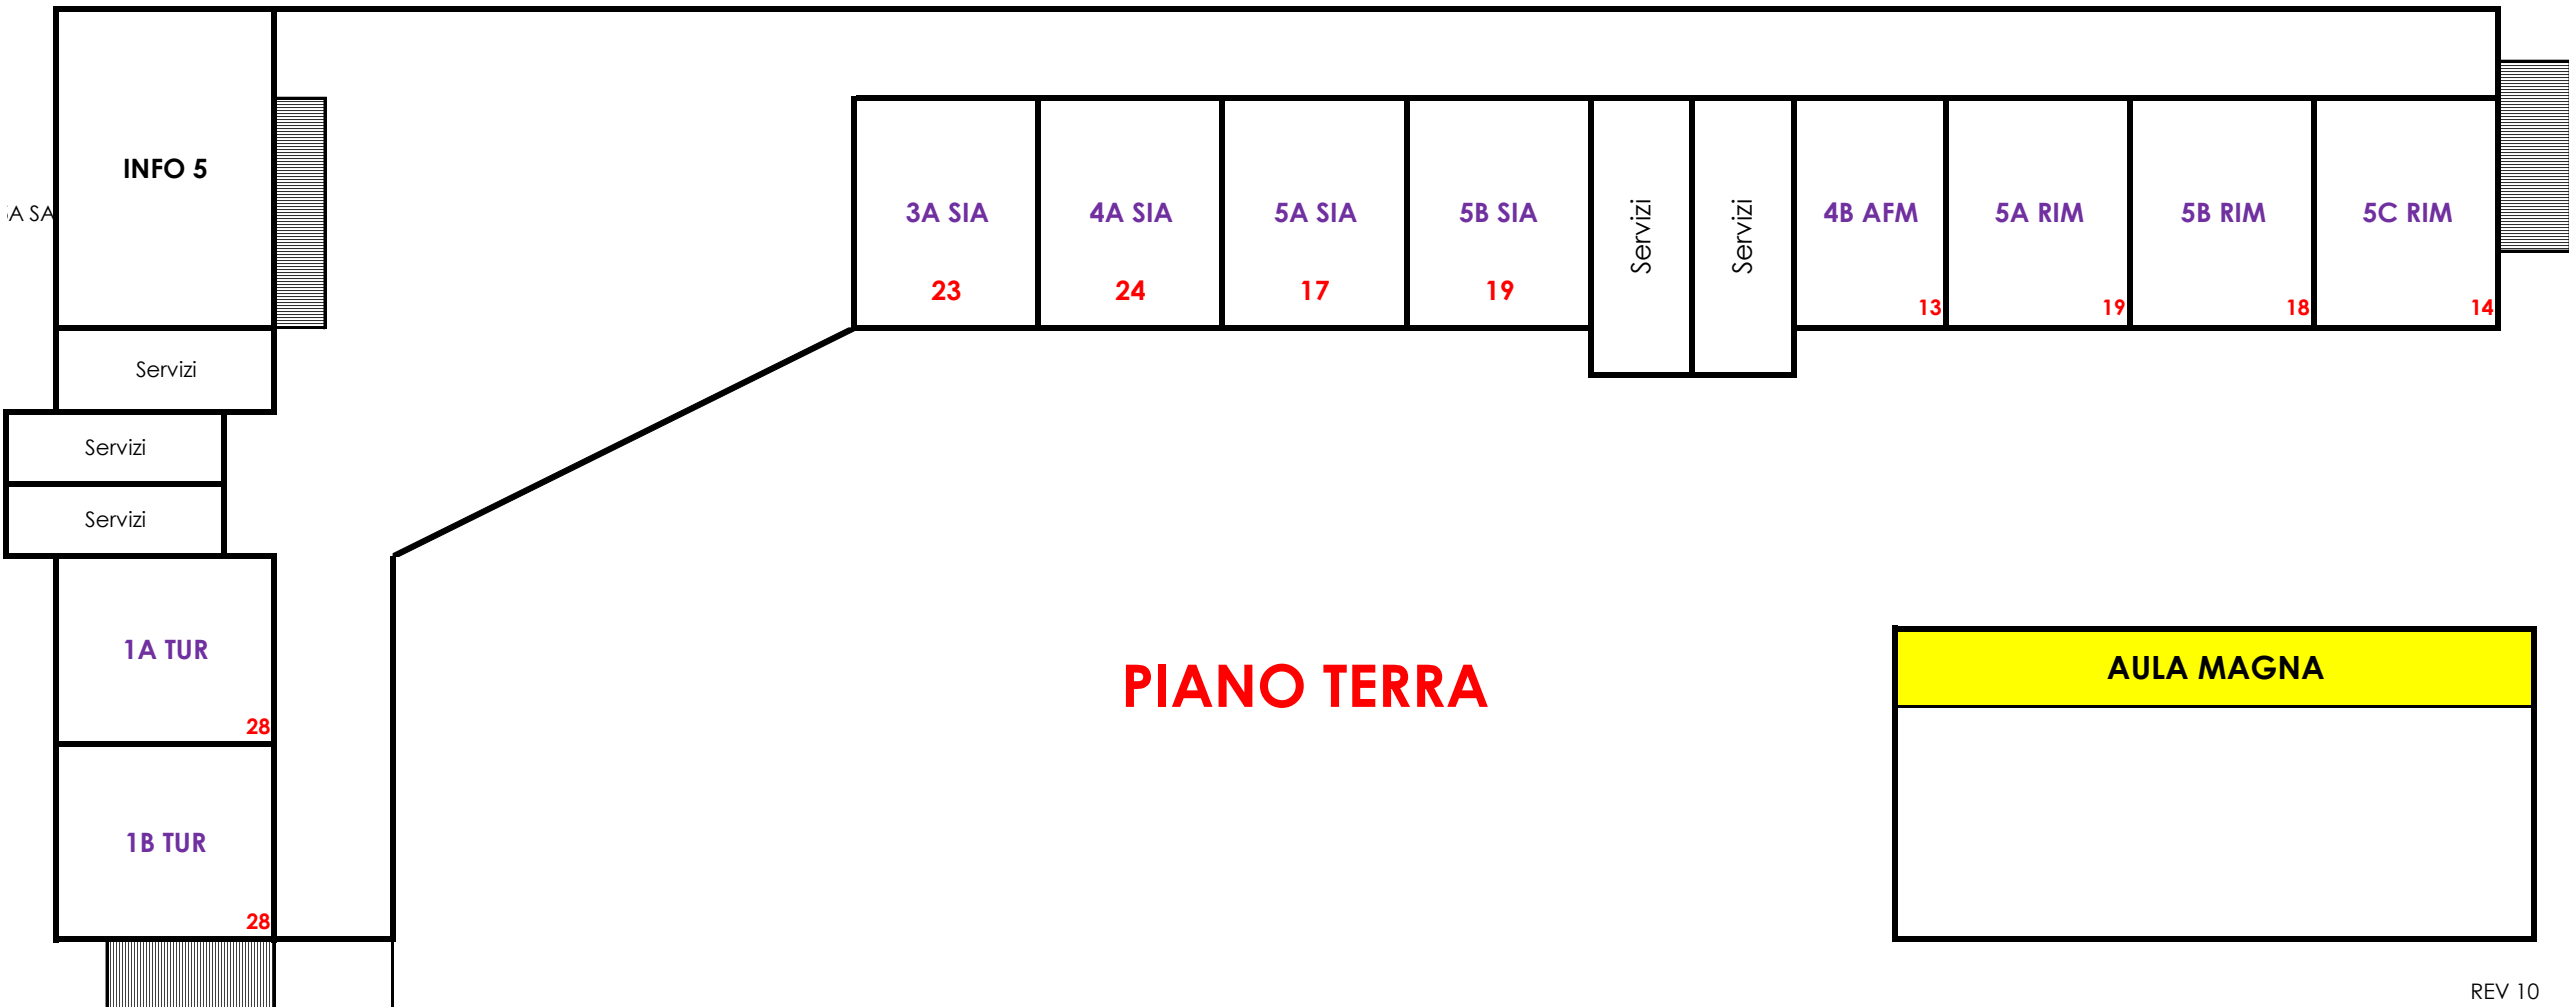 INFO 5
A SA
3A SIA
23
4A SIA
24
5A SIA
17
5B SIA
19
Servizi
Servizi
4B AFM
13
5A RIM
19
5B RIM
18
5C RIM
14
Servizi
Servizi
Servizi
1A TUR
28
1B TUR
28
PIANO TERRA
AULA MAGNA
REV 10